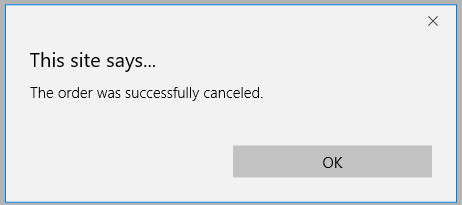 This site says...
The order was successfully canceled.
OK